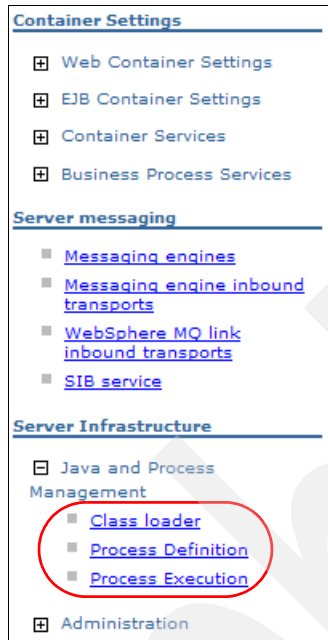 Container Settings
Web Container Settings
EJB Container Settings
Container Services
Business Process Services
Server messaging
Messaging engines
Messaging engine inbound
transports
WebSphere MQ link
inbound transports
SIB service
Server Infrastructure
Java and Process
Management
Class loader
Process Definition
Process Execution
Administration